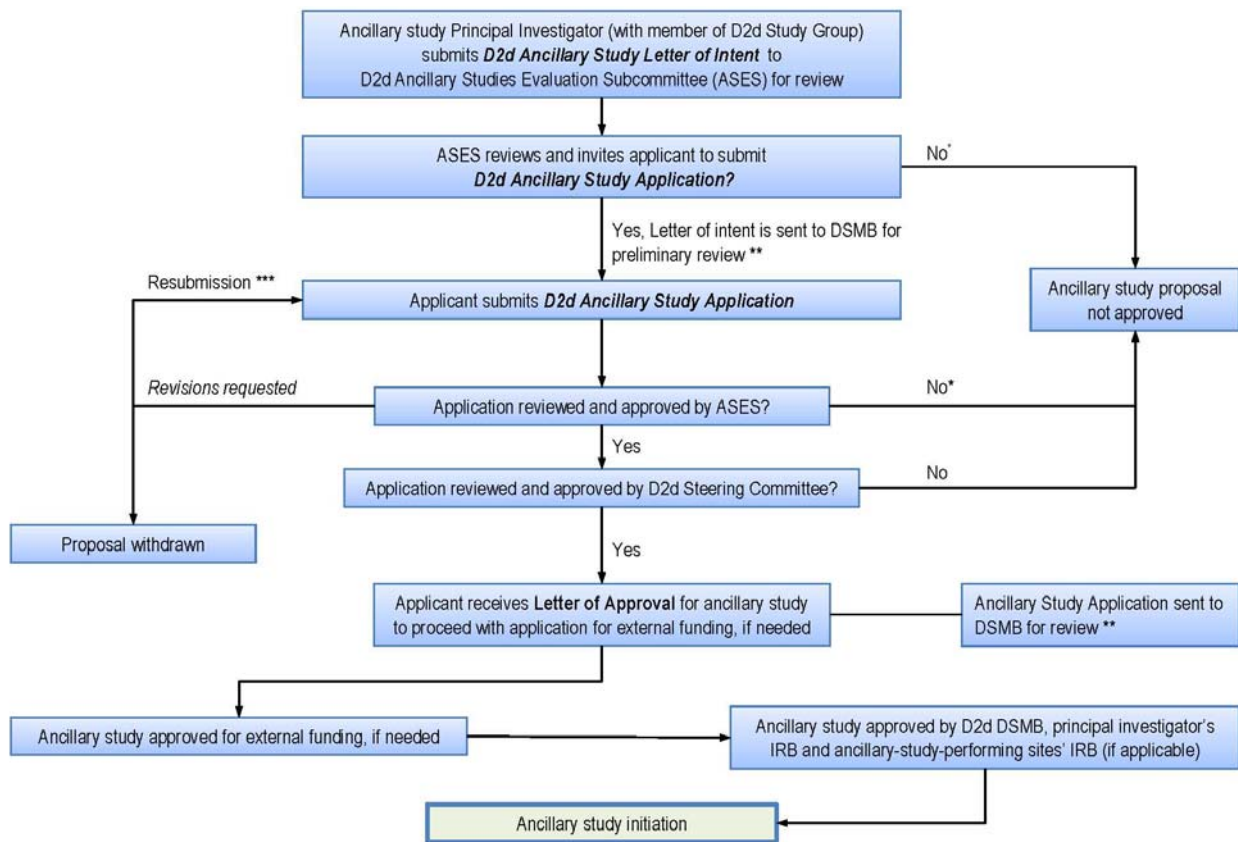 Ancillary study Principal Investigator (with member of D2d Study Group)
submits D2d Ancillary Study Letter of Intent to
D2d Ancillary Studies Evaluation Subcommittee (ASES) for review
ASES reviews and invites applicant to submit
D2d Ancillary Study Application?
No*
Yes, Letter of intent is sent to DSMB for
preliminary review **
Resubmission ***
Applicant submits D2d Ancillary Study Application
Ancillary study proposal
not approved
Revisions requested
Application reviewed and approved by ASES?
No*
Yes
Application reviewed and approved by D2d Steering Committee?
No
Proposal withdrawn
Yes
Applicant receives Letter of Approval for ancillary study
to proceed with application for external funding, if needed
Ancillary Study Application sent to
DSMB for review **
Ancillary study approved for external funding, if needed
Ancillary study approved by D2d DSMB, principal investigator's
IRB and ancillary-study-performing sites' IRB (if applicable)
Ancillary study initiation